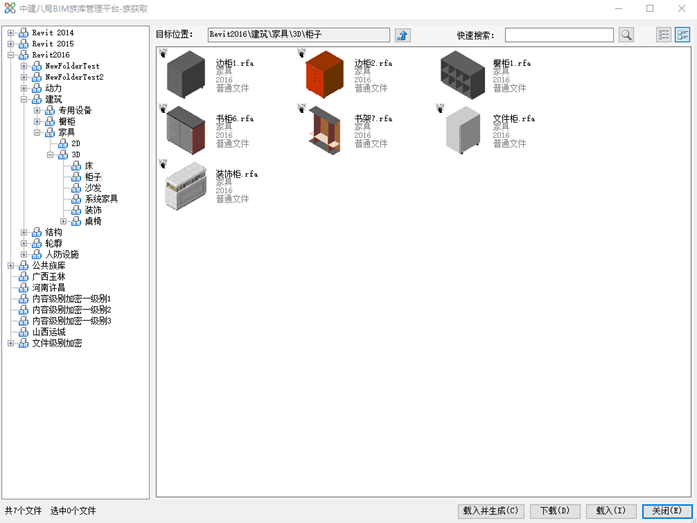 中建八局BIM族库管理平台-族获取
目标位置: Revit2016\建筑\家具\3D\柜子 快速搜索:
Revit 2014
Revit 2015
Revit2016
NewFolderTest
NewFolderTest2
动力
建筑
专用设备
橱柜
家具
2D
3D
床
柜子
沙发
系统家具
装饰
桌椅
结构
轮廓
人防设施
公共族库
广西玉林
河南许昌
内容级别加密一级别1
内容级别加密一级别2
内容级别加密一级别3
山西运城
文件级别加密
边柜1.rfa
家具
2016
普通文件
边柜2.rfa
家具
2016
普通文件
橱柜1.rfa
家具
2016
普通文件
书柜6.rfa
家具
2016
普通文件
书架7.rfa
家具
2016
普通文件
文件柜.rfa
家具
2016
普通文件
装饰柜.rfa
家具
2016
普通文件
共7个文件 选中0个文件
载入并生成(C) 下载(D) 载入(I) 关闭(E)